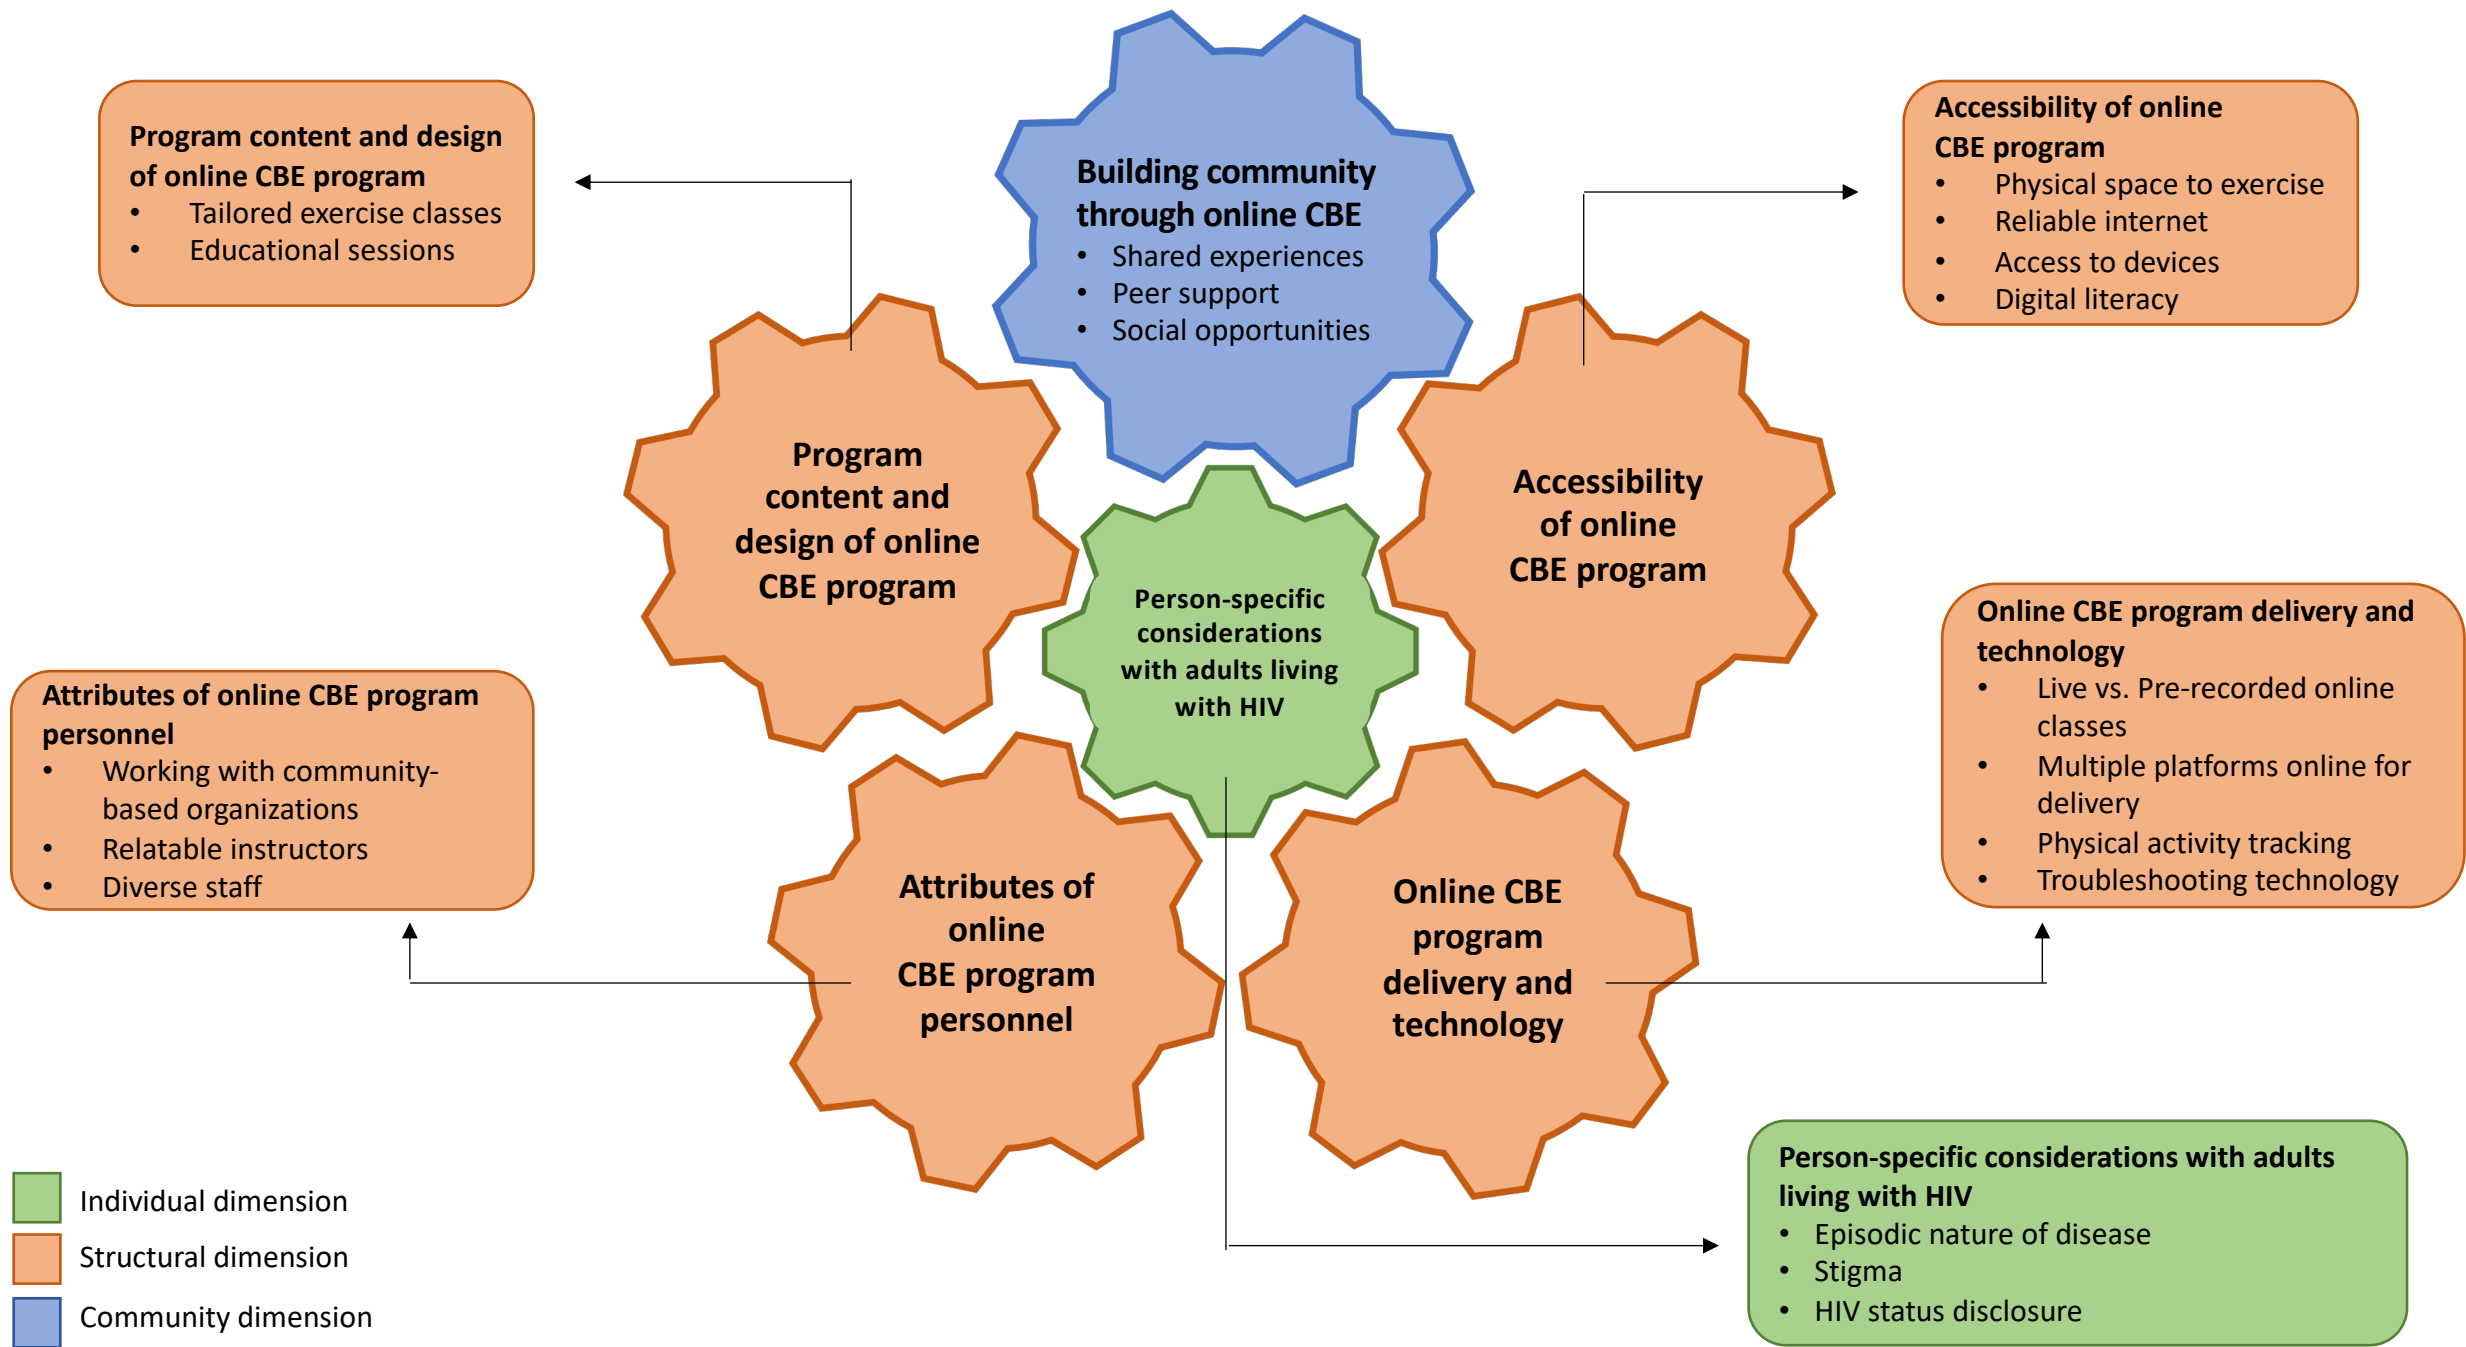 Program content and design
of online CBE program
• Tailored exercise classes
• Educational sessions
Building community
through online CBE
• Shared experiences
• Peer support
• Social opportunities
Accessibility of online
CBE program
• Physical space to exercise
• Reliable internet
• Access to devices
• Digital literacy
Program
content and
design of online
CBE program
Accessibility
of online
CBE program
Person-specific
considerations
with adults living
with HIV
Attributes of online CBE program
personnel
• Working with community-
based organizations
• Relatable instructors
• Diverse staff
Online CBE program delivery and
technology
• Live vs. Pre-recorded online
classes
• Multiple platforms online for
delivery
• Physical activity tracking
• Troubleshooting technology
Attributes of
online
CBE program
personnel
Online CBE
program
delivery and
technology
Person-specific considerations with adults
living with HIV
• Episodic nature of disease
• Stigma
• HIV status disclosure
Individual dimension
Structural dimension
Community dimension